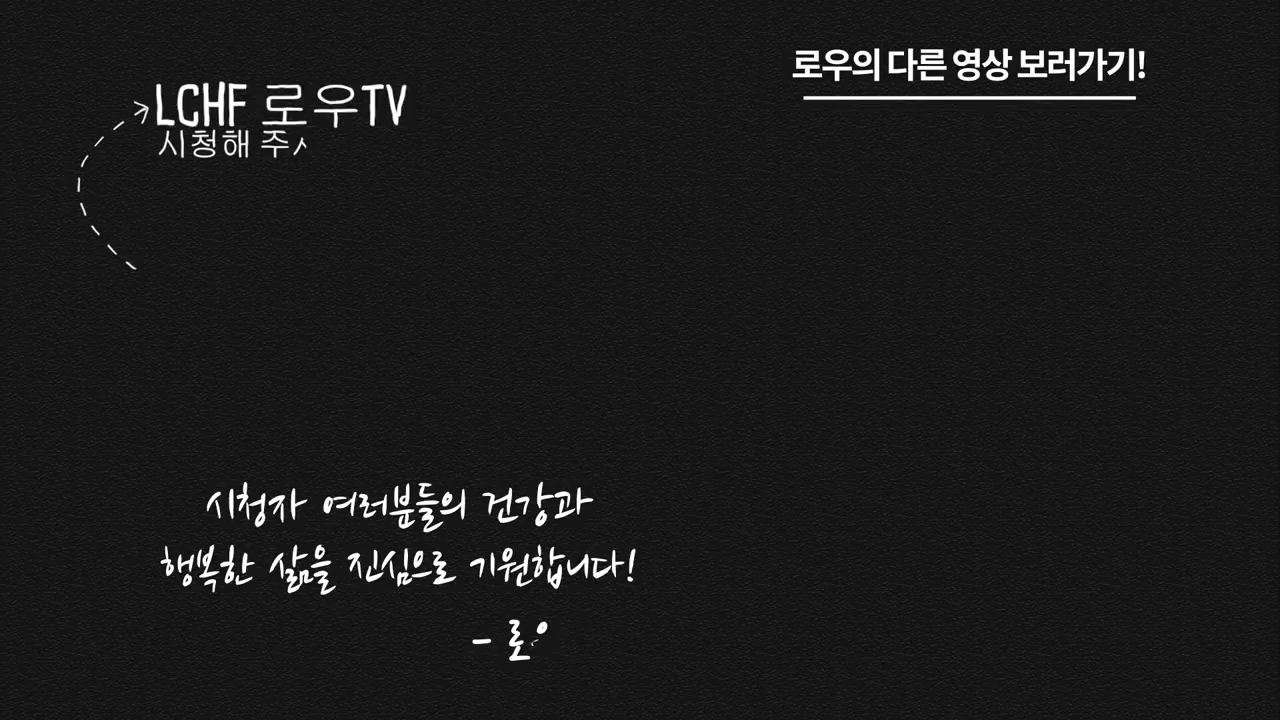 로우의 다른 영상 보러가기!
LCHF 로우TV
시청해 주
시청자 여러분들의 건강과
행복한 삶을 진심으로 기원합니다!
- 로